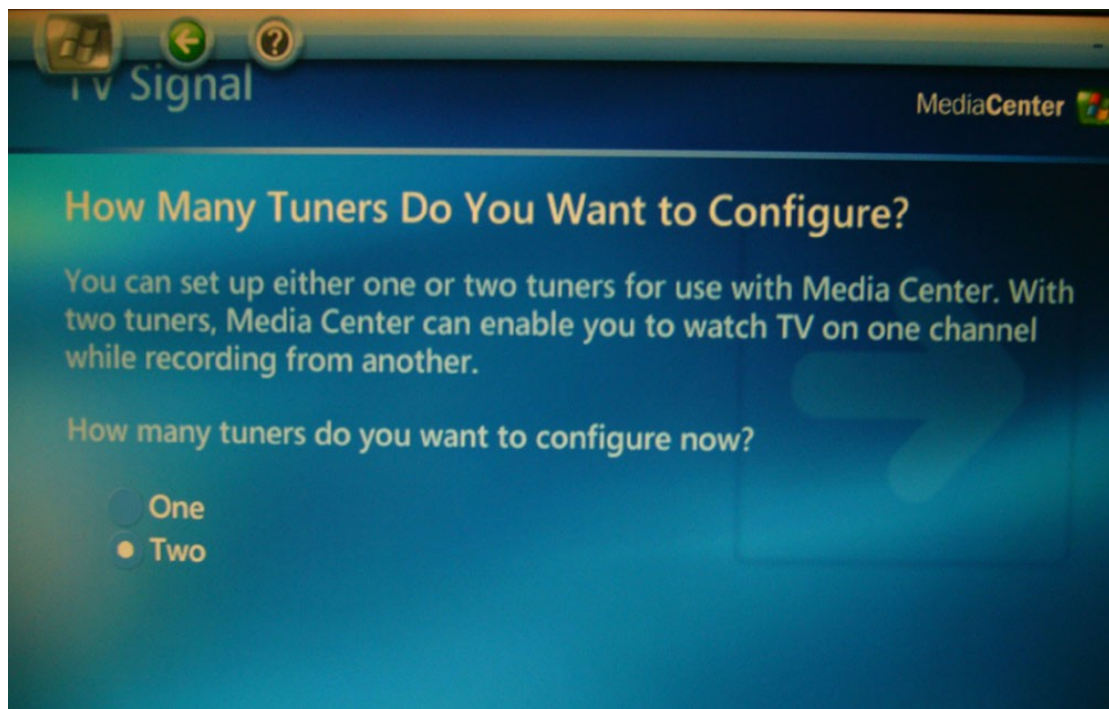 TV Signal
MediaCenter
How Many Tuners Do You Want to Configure?
You can set up either one or two tuners for use with Media Center. With
two tuners, Media Center can enable you to watch TV on one channel
while recording from another.
How many tuners do you want to configure now?
One
Two